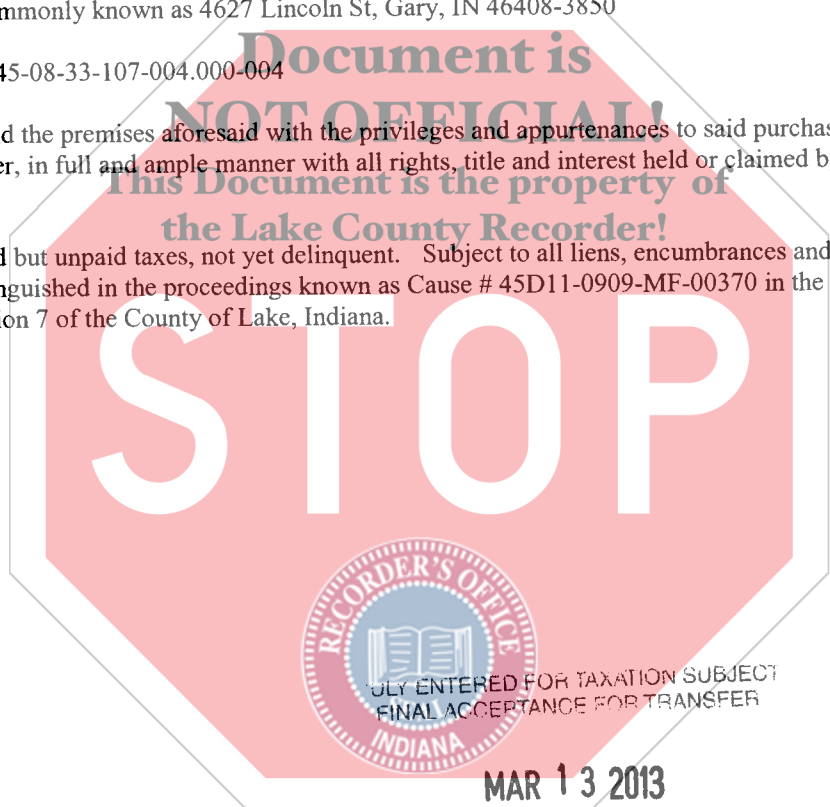 mmonly known as 4627 Lincoln St, Gary, IN 46408-3850
Document is
45-08-33-107-004.000-004
NOT OFFICIAL!
d the premises aforesaid with the privileges and appurtenances to said purchas
er, in full and ample manner with all rights, title and interest held or claimed b
This Document is the property of
the Lake County Recorder!
d but unpaid taxes, not yet delinquent. Subject to all liens, encumbrances and
nguished in the proceedings known as Cause # 45D11-0909-MF-00370 in the
ion 7 of the County of Lake, Indiana.
STOP
RECORDER'S OFFICE
INDIANA
ULY ENTERED FOR TAXATION SUBJECT
FINAL ACCEPTANCE FOR TRANSFER
MAR 13 2013